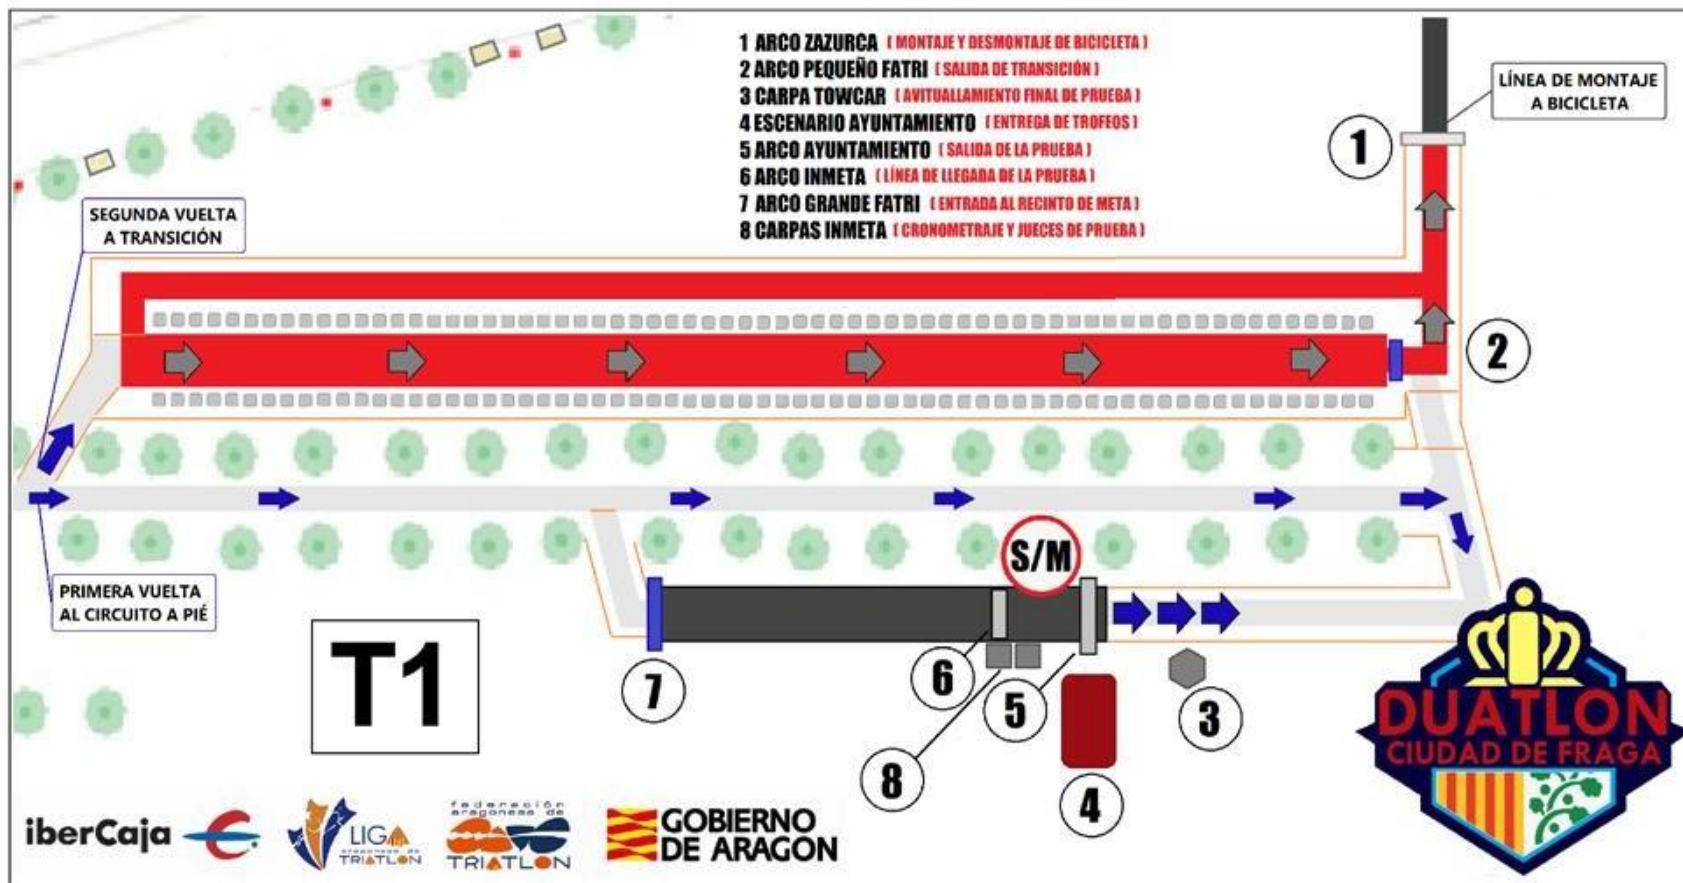 1 ARCO ZAZURCA ( MONTAJE Y DESMONTAJE DE BICICLETA )
2 ARCO PEQUEÑO FATRI ( SALIDA DE TRANSICIÓN )
3 CARPA TOWCAR ( AVITUALLAMIENTO FINAL DE PRUEBA )
4 ESCENARIO AYUNTAMIENTO ( ENTREGA DE TROFEOS )
5 ARCO AYUNTAMIENTO ( SALIDA DE LA PRUEBA )
6 ARCO INMETA ( LÍNEA DE LLEGADA DE LA PRUEBA )
7 ARCO GRANDE FATRI ( ENTRADA AL RECINTO DE META )
8 CARPAS INMETA ( CRONOMETRAJE Y JUECES DE PRUEBA )
LÍNEA DE MONTAJE
A BICICLETA
1
SEGUNDA VUELTA
A TRANSICIÓN
2
S/M
PRIMERA VUELTA
AL CIRCUITO A PIÉ
T1
7
6
5
3
8
4
DUATLON
CIUDAD DE FRAGA
iberCaja
LIGA
aragonesa de
TRIATLON
federación
aragonesa de
TRIATLON
GOBIERNO
DE ARAGON